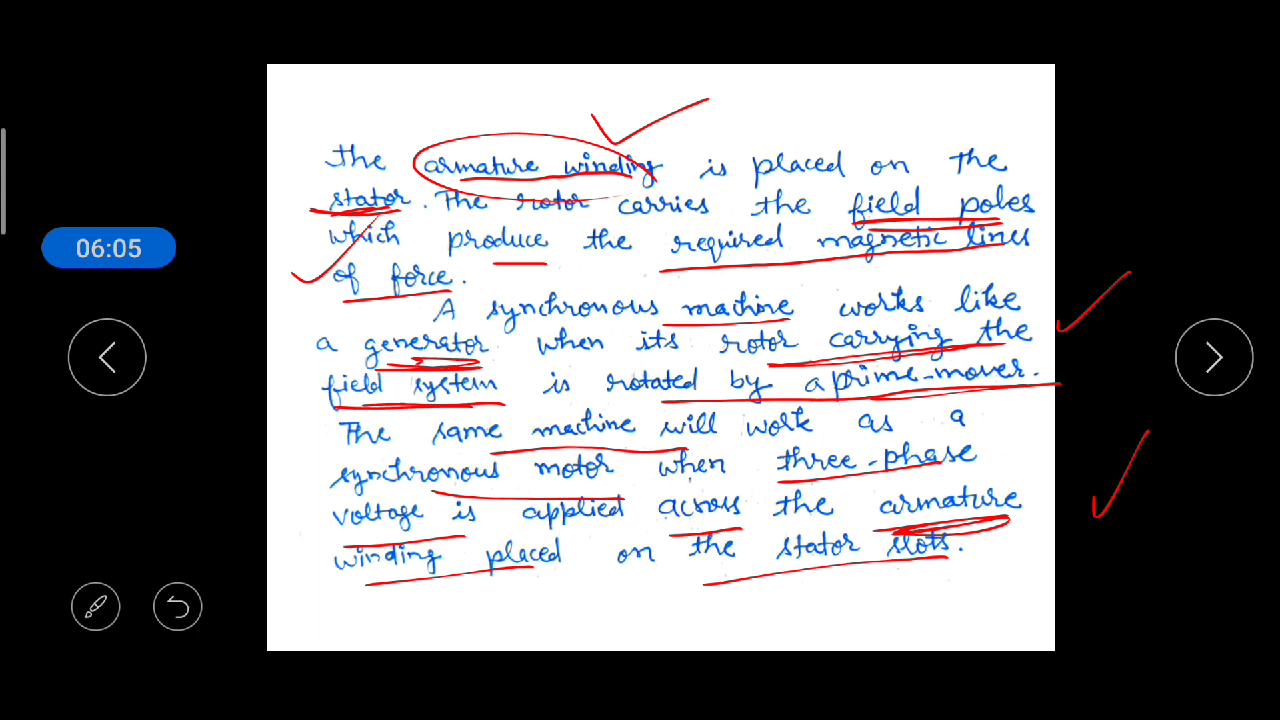 06:05
The armature winding is placed on the
stator. The rotor carries the field poles
which produce the required magnetic lines
of force.
A synchronous machine works like
a generator when its rotor carrying the
field system is rotated by a prime-mover.
The same machine will work as a
synchronous motor when three-phase
voltage is applied across the armature
winding placed on the stator slots.